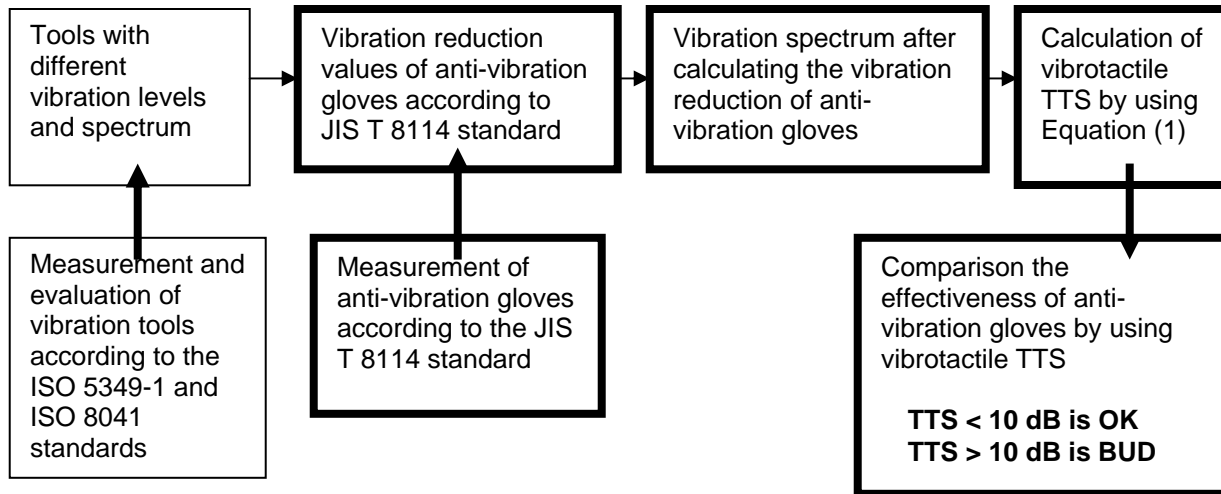 Tools with
different
vibration levels
and spectrum
Vibration reduction
values of anti-vibration
gloves according to
JIS T 8114 standard
Vibration spectrum after
calculating the vibration
reduction of anti-
vibration gloves
Calculation of
vibrotactile
TTS by using
Equation (1)
Measurement and
evaluation of
vibration tools
according to the
ISO 5349-1 and
ISO 8041
standards
Measurement of
anti-vibration gloves
according to the JIS
T 8114 standard
Comparison the
effectiveness of anti-
vibration gloves by using
vibrotactile TTS
TTS < 10 dB is OK
TTS > 10 dB is BUD